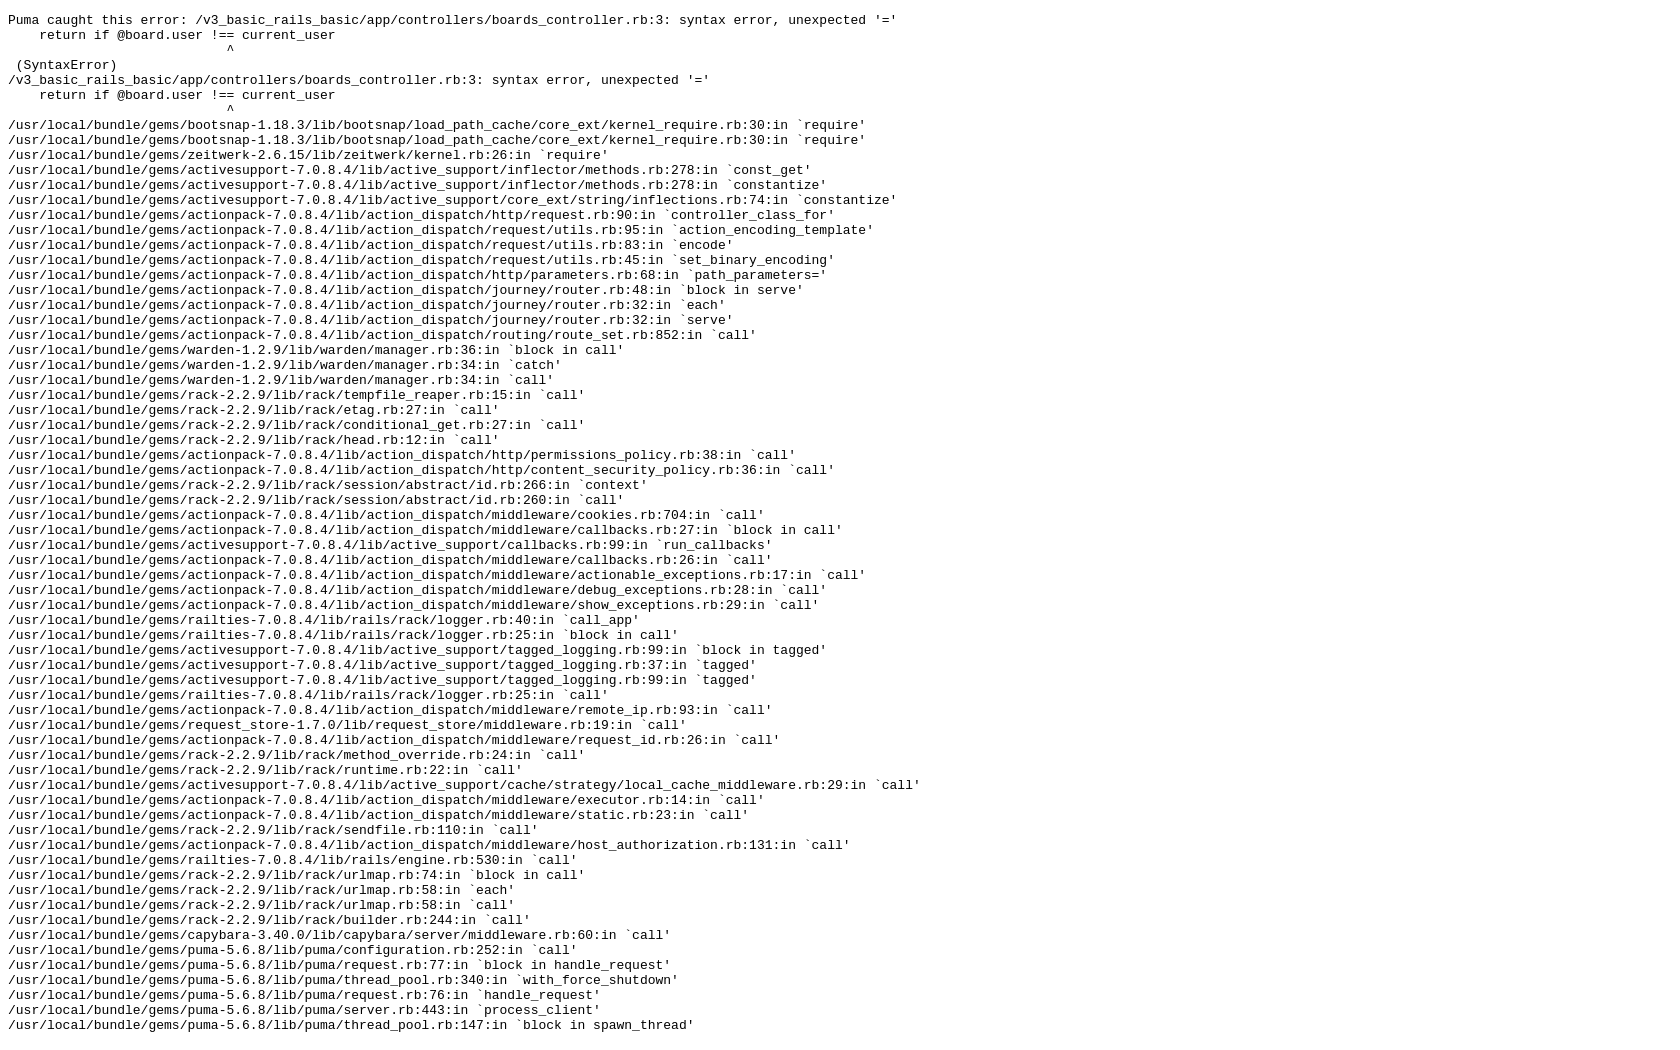 Puma caught this error: /v3_basic_rails_basic/app/controllers/boards_controller.rb:3: syntax error, unexpected '='
    return if @board.user !== current_user
                            ^
 (SyntaxError)
/v3_basic_rails_basic/app/controllers/boards_controller.rb:3: syntax error, unexpected '='
    return if @board.user !== current_user
                            ^
/usr/local/bundle/gems/bootsnap-1.18.3/lib/bootsnap/load_path_cache/core_ext/kernel_require.rb:30:in `require'
/usr/local/bundle/gems/bootsnap-1.18.3/lib/bootsnap/load_path_cache/core_ext/kernel_require.rb:30:in `require'
/usr/local/bundle/gems/zeitwerk-2.6.15/lib/zeitwerk/kernel.rb:26:in `require'
/usr/local/bundle/gems/activesupport-7.0.8.4/lib/active_support/inflector/methods.rb:278:in `const_get'
/usr/local/bundle/gems/activesupport-7.0.8.4/lib/active_support/inflector/methods.rb:278:in `constantize'
/usr/local/bundle/gems/activesupport-7.0.8.4/lib/active_support/core_ext/string/inflections.rb:74:in `constantize'
/usr/local/bundle/gems/actionpack-7.0.8.4/lib/action_dispatch/http/request.rb:90:in `controller_class_for'
/usr/local/bundle/gems/actionpack-7.0.8.4/lib/action_dispatch/request/utils.rb:95:in `action_encoding_template'
/usr/local/bundle/gems/actionpack-7.0.8.4/lib/action_dispatch/request/utils.rb:83:in `encode'
/usr/local/bundle/gems/actionpack-7.0.8.4/lib/action_dispatch/request/utils.rb:45:in `set_binary_encoding'
/usr/local/bundle/gems/actionpack-7.0.8.4/lib/action_dispatch/http/parameters.rb:68:in `path_parameters='
/usr/local/bundle/gems/actionpack-7.0.8.4/lib/action_dispatch/journey/router.rb:48:in `block in serve'
/usr/local/bundle/gems/actionpack-7.0.8.4/lib/action_dispatch/journey/router.rb:32:in `each'
/usr/local/bundle/gems/actionpack-7.0.8.4/lib/action_dispatch/journey/router.rb:32:in `serve'
/usr/local/bundle/gems/actionpack-7.0.8.4/lib/action_dispatch/routing/route_set.rb:852:in `call'
/usr/local/bundle/gems/warden-1.2.9/lib/warden/manager.rb:36:in `block in call'
/usr/local/bundle/gems/warden-1.2.9/lib/warden/manager.rb:34:in `catch'
/usr/local/bundle/gems/warden-1.2.9/lib/warden/manager.rb:34:in `call'
/usr/local/bundle/gems/rack-2.2.9/lib/rack/tempfile_reaper.rb:15:in `call'
/usr/local/bundle/gems/rack-2.2.9/lib/rack/etag.rb:27:in `call'
/usr/local/bundle/gems/rack-2.2.9/lib/rack/conditional_get.rb:27:in `call'
/usr/local/bundle/gems/rack-2.2.9/lib/rack/head.rb:12:in `call'
/usr/local/bundle/gems/actionpack-7.0.8.4/lib/action_dispatch/http/permissions_policy.rb:38:in `call'
/usr/local/bundle/gems/actionpack-7.0.8.4/lib/action_dispatch/http/content_security_policy.rb:36:in `call'
/usr/local/bundle/gems/rack-2.2.9/lib/rack/session/abstract/id.rb:266:in `context'
/usr/local/bundle/gems/rack-2.2.9/lib/rack/session/abstract/id.rb:260:in `call'
/usr/local/bundle/gems/actionpack-7.0.8.4/lib/action_dispatch/middleware/cookies.rb:704:in `call'
/usr/local/bundle/gems/actionpack-7.0.8.4/lib/action_dispatch/middleware/callbacks.rb:27:in `block in call'
/usr/local/bundle/gems/activesupport-7.0.8.4/lib/active_support/callbacks.rb:99:in `run_callbacks'
/usr/local/bundle/gems/actionpack-7.0.8.4/lib/action_dispatch/middleware/callbacks.rb:26:in `call'
/usr/local/bundle/gems/actionpack-7.0.8.4/lib/action_dispatch/middleware/actionable_exceptions.rb:17:in `call'
/usr/local/bundle/gems/actionpack-7.0.8.4/lib/action_dispatch/middleware/debug_exceptions.rb:28:in `call'
/usr/local/bundle/gems/actionpack-7.0.8.4/lib/action_dispatch/middleware/show_exceptions.rb:29:in `call'
/usr/local/bundle/gems/railties-7.0.8.4/lib/rails/rack/logger.rb:40:in `call_app'
/usr/local/bundle/gems/railties-7.0.8.4/lib/rails/rack/logger.rb:25:in `block in call'
/usr/local/bundle/gems/activesupport-7.0.8.4/lib/active_support/tagged_logging.rb:99:in `block in tagged'
/usr/local/bundle/gems/activesupport-7.0.8.4/lib/active_support/tagged_logging.rb:37:in `tagged'
/usr/local/bundle/gems/activesupport-7.0.8.4/lib/active_support/tagged_logging.rb:99:in `tagged'
/usr/local/bundle/gems/railties-7.0.8.4/lib/rails/rack/logger.rb:25:in `call'
/usr/local/bundle/gems/actionpack-7.0.8.4/lib/action_dispatch/middleware/remote_ip.rb:93:in `call'
/usr/local/bundle/gems/request_store-1.7.0/lib/request_store/middleware.rb:19:in `call'
/usr/local/bundle/gems/actionpack-7.0.8.4/lib/action_dispatch/middleware/request_id.rb:26:in `call'
/usr/local/bundle/gems/rack-2.2.9/lib/rack/method_override.rb:24:in `call'
/usr/local/bundle/gems/rack-2.2.9/lib/rack/runtime.rb:22:in `call'
/usr/local/bundle/gems/activesupport-7.0.8.4/lib/active_support/cache/strategy/local_cache_middleware.rb:29:in `call'
/usr/local/bundle/gems/actionpack-7.0.8.4/lib/action_dispatch/middleware/executor.rb:14:in `call'
/usr/local/bundle/gems/actionpack-7.0.8.4/lib/action_dispatch/middleware/static.rb:23:in `call'
/usr/local/bundle/gems/rack-2.2.9/lib/rack/sendfile.rb:110:in `call'
/usr/local/bundle/gems/actionpack-7.0.8.4/lib/action_dispatch/middleware/host_authorization.rb:131:in `call'
/usr/local/bundle/gems/railties-7.0.8.4/lib/rails/engine.rb:530:in `call'
/usr/local/bundle/gems/rack-2.2.9/lib/rack/urlmap.rb:74:in `block in call'
/usr/local/bundle/gems/rack-2.2.9/lib/rack/urlmap.rb:58:in `each'
/usr/local/bundle/gems/rack-2.2.9/lib/rack/urlmap.rb:58:in `call'
/usr/local/bundle/gems/rack-2.2.9/lib/rack/builder.rb:244:in `call'
/usr/local/bundle/gems/capybara-3.40.0/lib/capybara/server/middleware.rb:60:in `call'
/usr/local/bundle/gems/puma-5.6.8/lib/puma/configuration.rb:252:in `call'
/usr/local/bundle/gems/puma-5.6.8/lib/puma/request.rb:77:in `block in handle_request'
/usr/local/bundle/gems/puma-5.6.8/lib/puma/thread_pool.rb:340:in `with_force_shutdown'
/usr/local/bundle/gems/puma-5.6.8/lib/puma/request.rb:76:in `handle_request'
/usr/local/bundle/gems/puma-5.6.8/lib/puma/server.rb:443:in `process_client'
/usr/local/bundle/gems/puma-5.6.8/lib/puma/thread_pool.rb:147:in `block in spawn_thread'